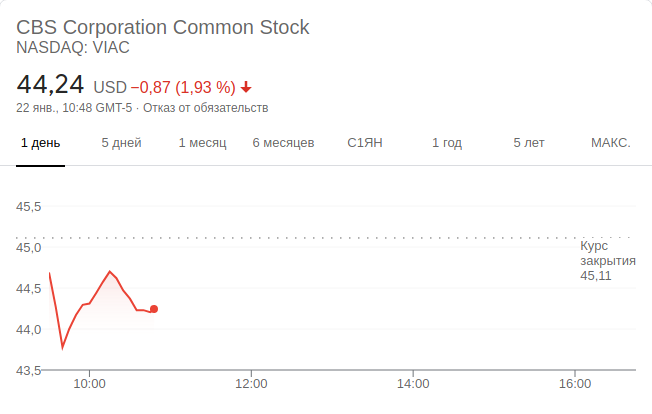 CBS Corporation Common Stock
NASDAQ: VIAC
44,24 USD −0,87 (1,93 %)
22 янв., 10:48 GMT-5 · Отказ от обязательств
1 день 5 дней 1 месяц 6 месяцев С1ЯН 1 год 5 лет МАКС.
45,5
45,0
44,5
44,0
43,5
Курс
закрытия
45,11
10:00 12:00 14:00 16:00